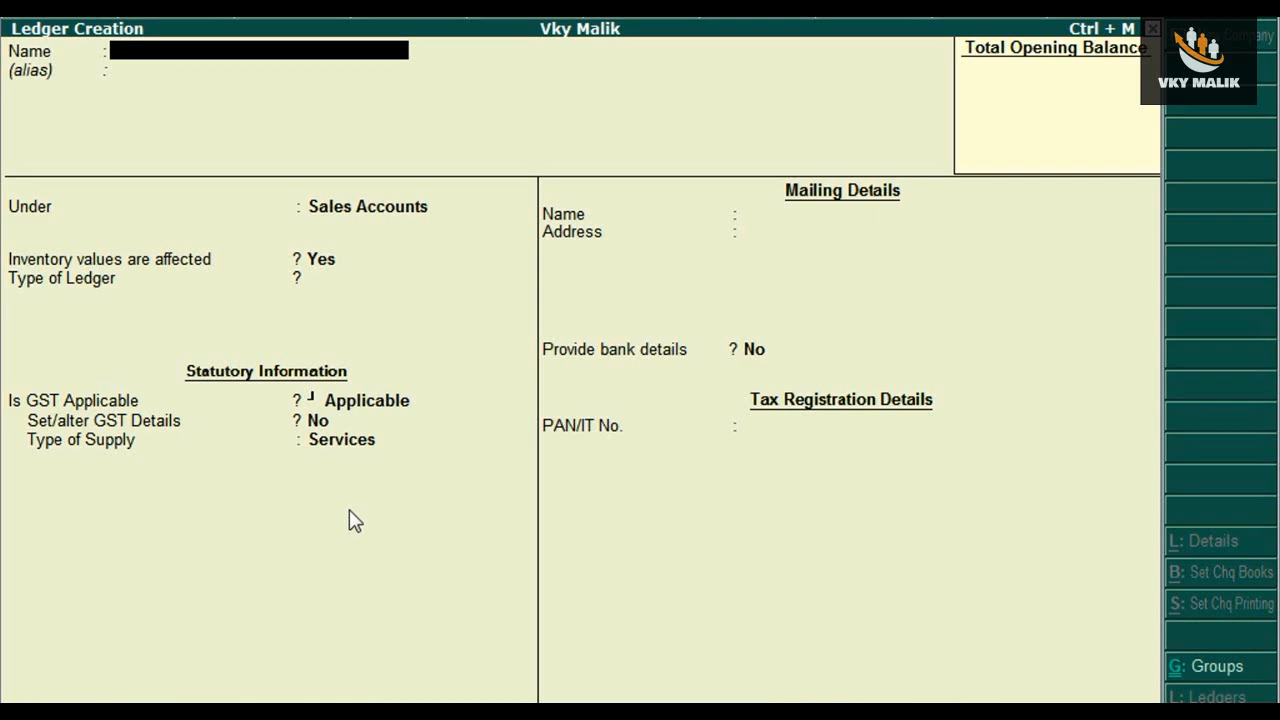 Ledger Creation Vky Malik Ctrl + M
Name :
(alias) :
Total Opening Balance
VKY MALIK
Under : Sales Accounts
Inventory values are affected ? Yes
Type of Ledger ?
Statutory Information
Is GST Applicable ? ┘ Applicable
Set/alter GST Details ? No
Type of Supply : Services
Mailing Details
Name :
Address :
Provide bank details ? No
Tax Registration Details
PAN/IT No. :
L: Details
B: Set Chq Books
S: Set Chq Printing
G: Groups
L: Ledgers